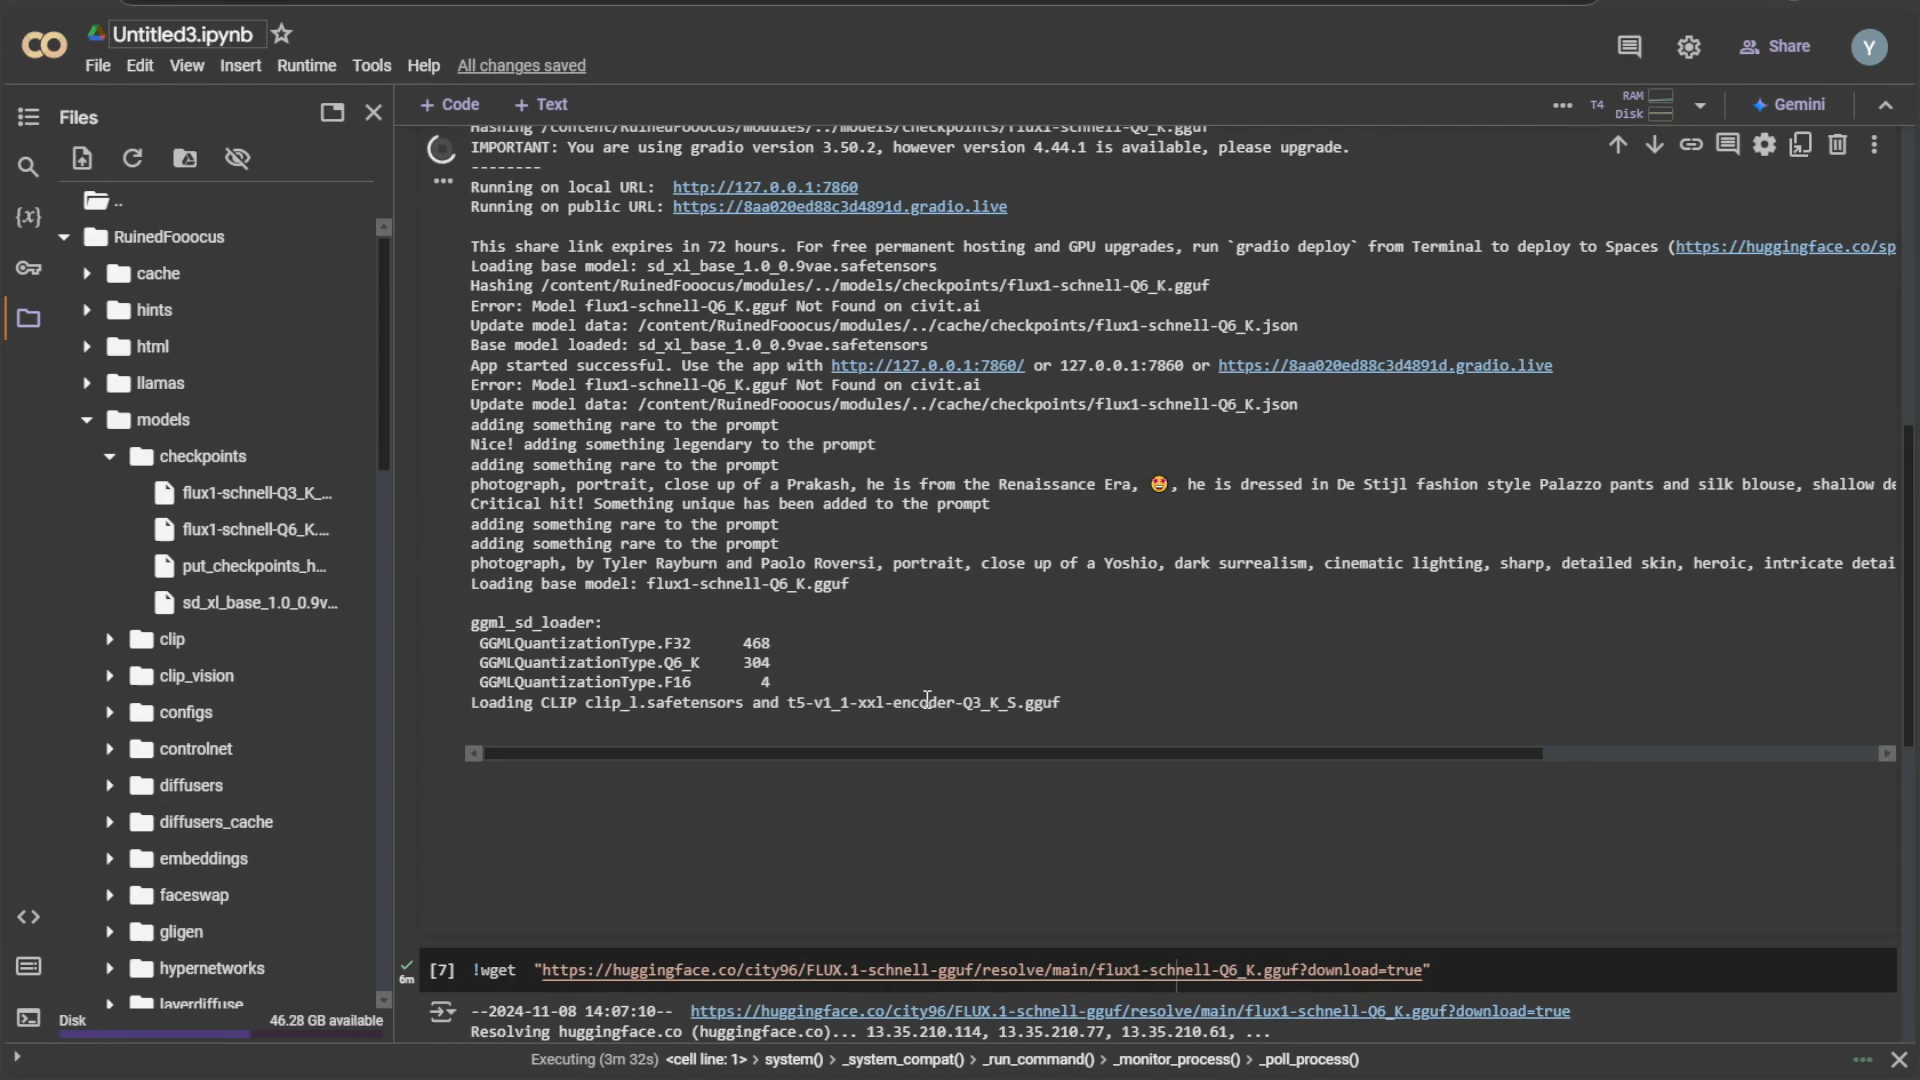 Untitled3.ipynb
File Edit View Insert Runtime Tools Help All changes saved
Share
Y
Files
+ Code + Text
T4 RAM Disk
Gemini
..
RuinedFooocus
cache
hints
html
llamas
models
checkpoints
flux1-schnell-Q3_K_...
flux1-schnell-Q6_K....
put_checkpoints_h...
sd_xl_base_1.0_0.9v...
clip
clip_vision
configs
controlnet
diffusers
diffusers_cache
embeddings
faceswap
gligen
hypernetworks
layerdiffuse
Disk 46.28 GB available
Hashing /content/RuinedFooocus/modules/../models/checkpoints/flux1-schnell-Q6_K.gguf
IMPORTANT: You are using gradio version 3.50.2, however version 4.44.1 is available, please upgrade.
--------
Running on local URL:  http://127.0.0.1:7860
Running on public URL: https://8aa020ed88c3d4891d.gradio.live
This share link expires in 72 hours. For free permanent hosting and GPU upgrades, run `gradio deploy` from Terminal to deploy to Spaces (https://huggingface.co/sp
Loading base model: sd_xl_base_1.0_0.9vae.safetensors
Hashing /content/RuinedFooocus/modules/../models/checkpoints/flux1-schnell-Q6_K.gguf
Error: Model flux1-schnell-Q6_K.gguf Not Found on civit.ai
Update model data: /content/RuinedFooocus/modules/../cache/checkpoints/flux1-schnell-Q6_K.json
Base model loaded: sd_xl_base_1.0_0.9vae.safetensors
App started successful. Use the app with http://127.0.0.1:7860/ or 127.0.0.1:7860 or https://8aa020ed88c3d4891d.gradio.live
Error: Model flux1-schnell-Q6_K.gguf Not Found on civit.ai
Update model data: /content/RuinedFooocus/modules/../cache/checkpoints/flux1-schnell-Q6_K.json
adding something rare to the prompt
Nice! adding something legendary to the prompt
adding something rare to the prompt
photograph, portrait, close up of a Prakash, he is from the Renaissance Era, 🤩, he is dressed in De Stijl fashion style Palazzo pants and silk blouse, shallow de
Critical hit! Something unique has been added to the prompt
adding something rare to the prompt
adding something rare to the prompt
photograph, by Tyler Rayburn and Paolo Roversi, portrait, close up of a Yoshio, dark surrealism, cinematic lighting, sharp, detailed skin, heroic, intricate detai
Loading base model: flux1-schnell-Q6_K.gguf
ggml_sd_loader:
GGMLQuantizationType.F32 468
GGMLQuantizationType.Q6_K 304
GGMLQuantizationType.F16 4
Loading CLIP clip_l.safetensors and t5-v1_1-xxl-encoder-Q3_K_S.gguf
6m
[7] !wget "https://huggingface.co/city96/FLUX.1-schnell-gguf/resolve/main/flux1-schnell-Q6_K.gguf?download=true"
--2024-11-08 14:07:10-- https://huggingface.co/city96/FLUX.1-schnell-gguf/resolve/main/flux1-schnell-Q6_K.gguf?download=true
Resolving huggingface.co (huggingface.co)... 13.35.210.114, 13.35.210.77, 13.35.210.61, ...
Executing (3m 32s) <cell line: 1> > system() > _system_compat() > _run_command() > _monitor_process() > _poll_process()